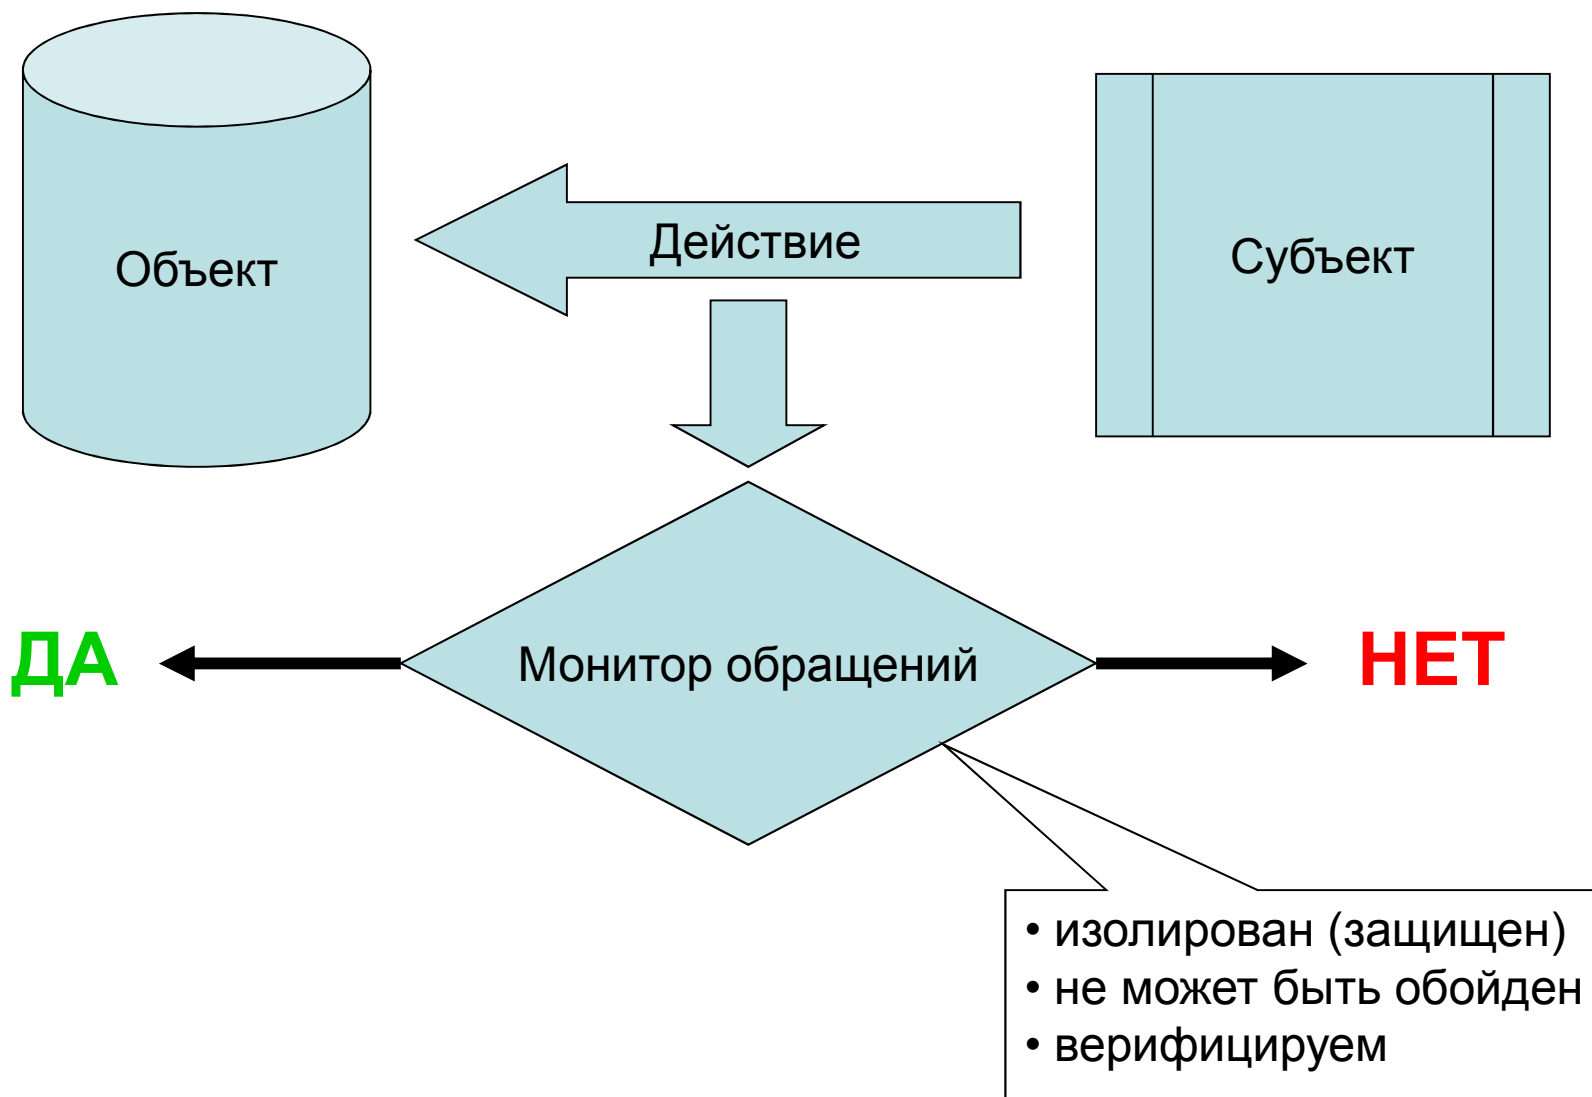 Объект
Действие
Субъект
ДА
Монитор обращений
НЕТ
• изолирован (защищен)
• не может быть обойден
• верифицируем